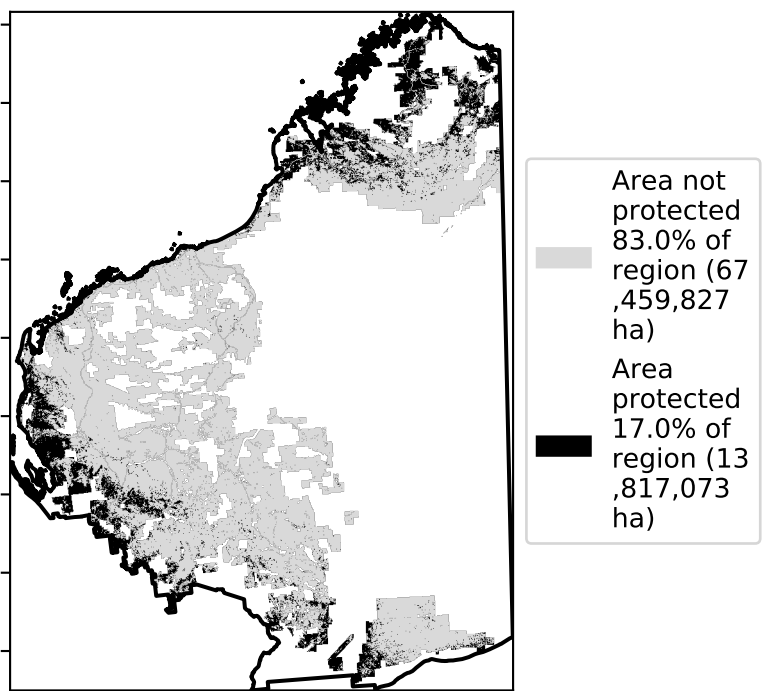 Area not
protected
83.0% of
region (67
,459,827
ha)
Area
protected
17.0% of
region (13
,817,073
ha)